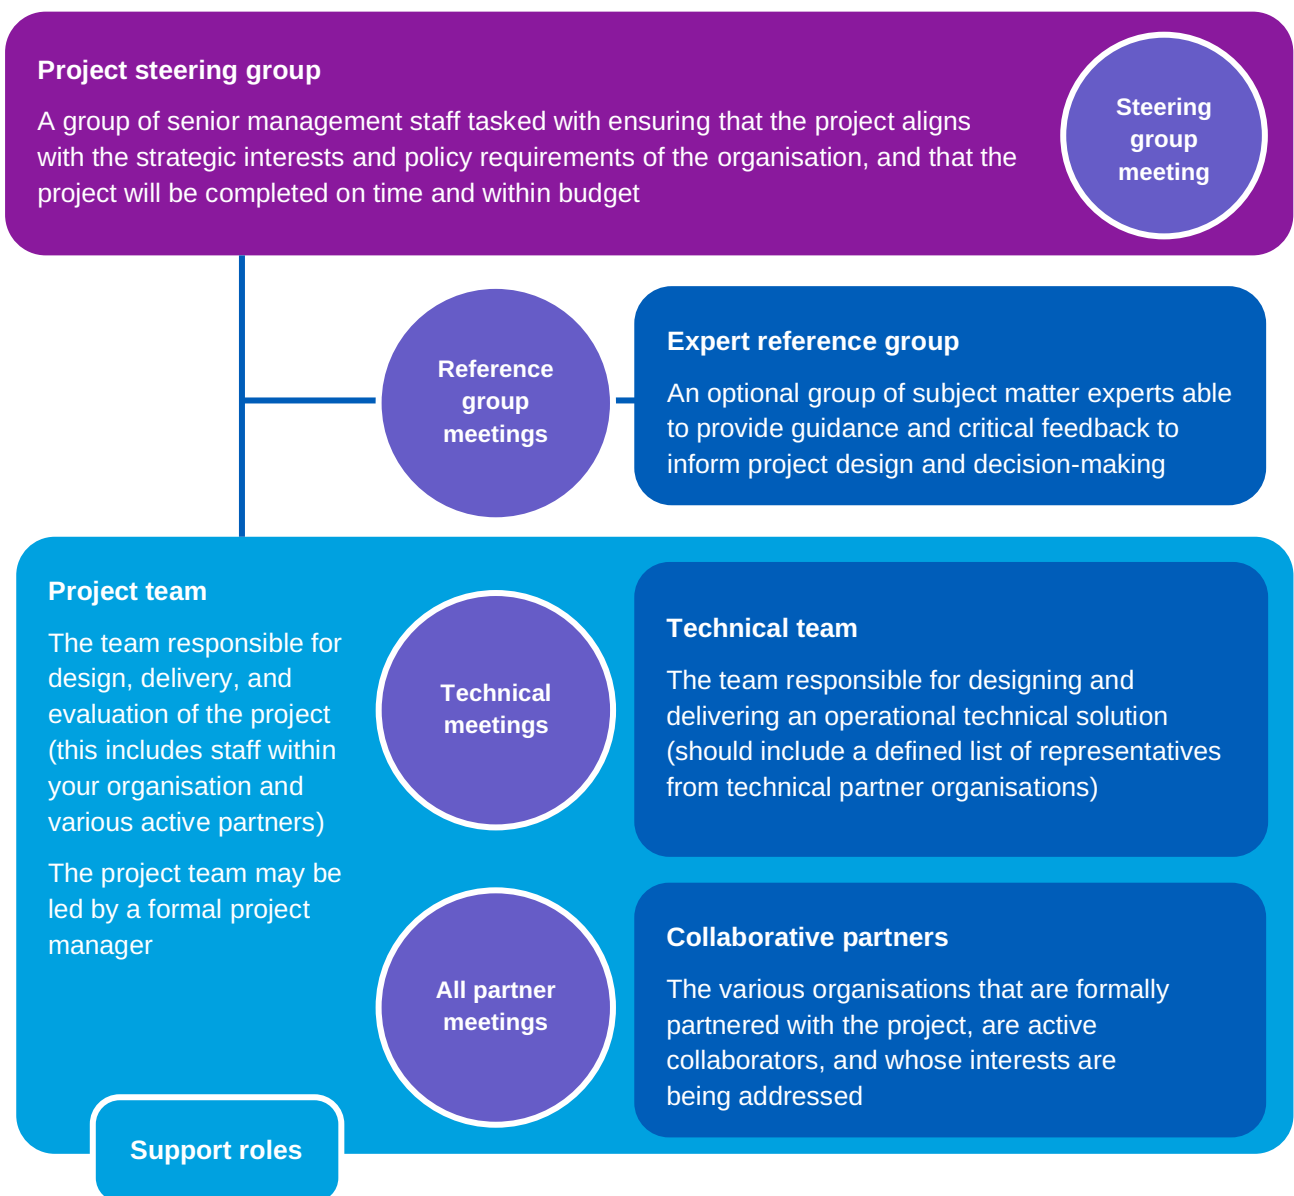 Project steering group
A group of senior management staff tasked with ensuring that the project aligns
with the strategic interests and policy requirements of the organisation, and that the
project will be completed on time and within budget
Steering
group
meeting
Reference
group
meetings
Expert reference group
An optional group of subject matter experts able
to provide guidance and critical feedback to
inform project design and decision-making
Project team
The team responsible for
design, delivery, and
evaluation of the project
(this includes staff within
your organisation and
various active partners)
The project team may be
led by a formal project
manager
Technical
meetings
Technical team
The team responsible for designing and
delivering an operational technical solution
(should include a defined list of representatives
from technical partner organisations)
All partner
meetings
Collaborative partners
The various organisations that are formally
partnered with the project, are active
collaborators, and whose interests are
being addressed
Support roles